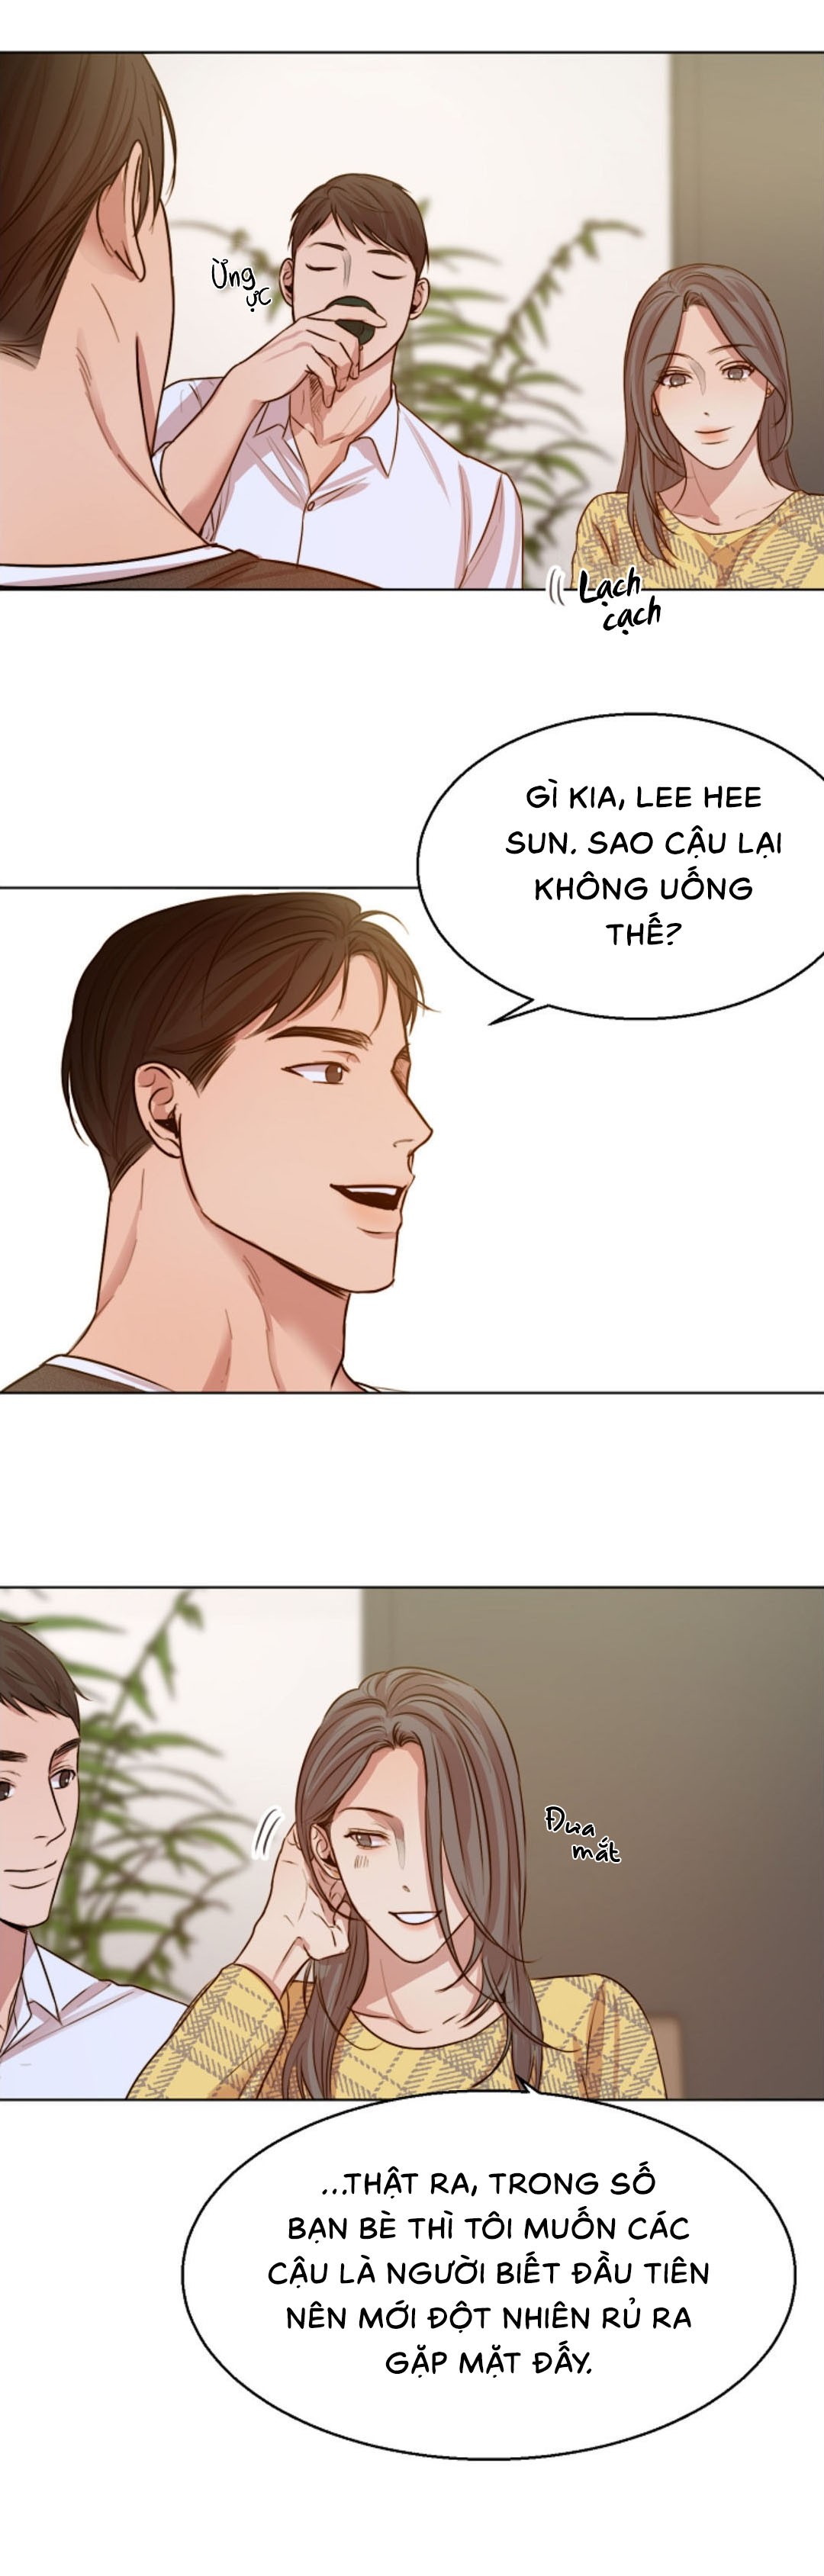 Ừng
ực
Lạch
cạch
GÌ KIA, LEE HEE
SUN. SAO CẬU LẠI
KHÔNG UỐNG
THẾ?
Đưa
mắt
...THẬT RA, TRONG SỐ
BẠN BÈ THÌ TÔI MUỐN CÁC
CẬU LÀ NGƯỜI BIẾT ĐẦU TIÊN
NÊN MỚI ĐỘT NHIÊN RỦ RA
GẶP MẶT ĐẤY.